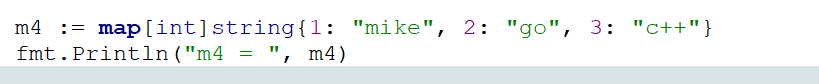 m4 := map[int]string{1: "mike", 2: "go", 3: "c++"}
fmt.Println("m4 = ", m4)